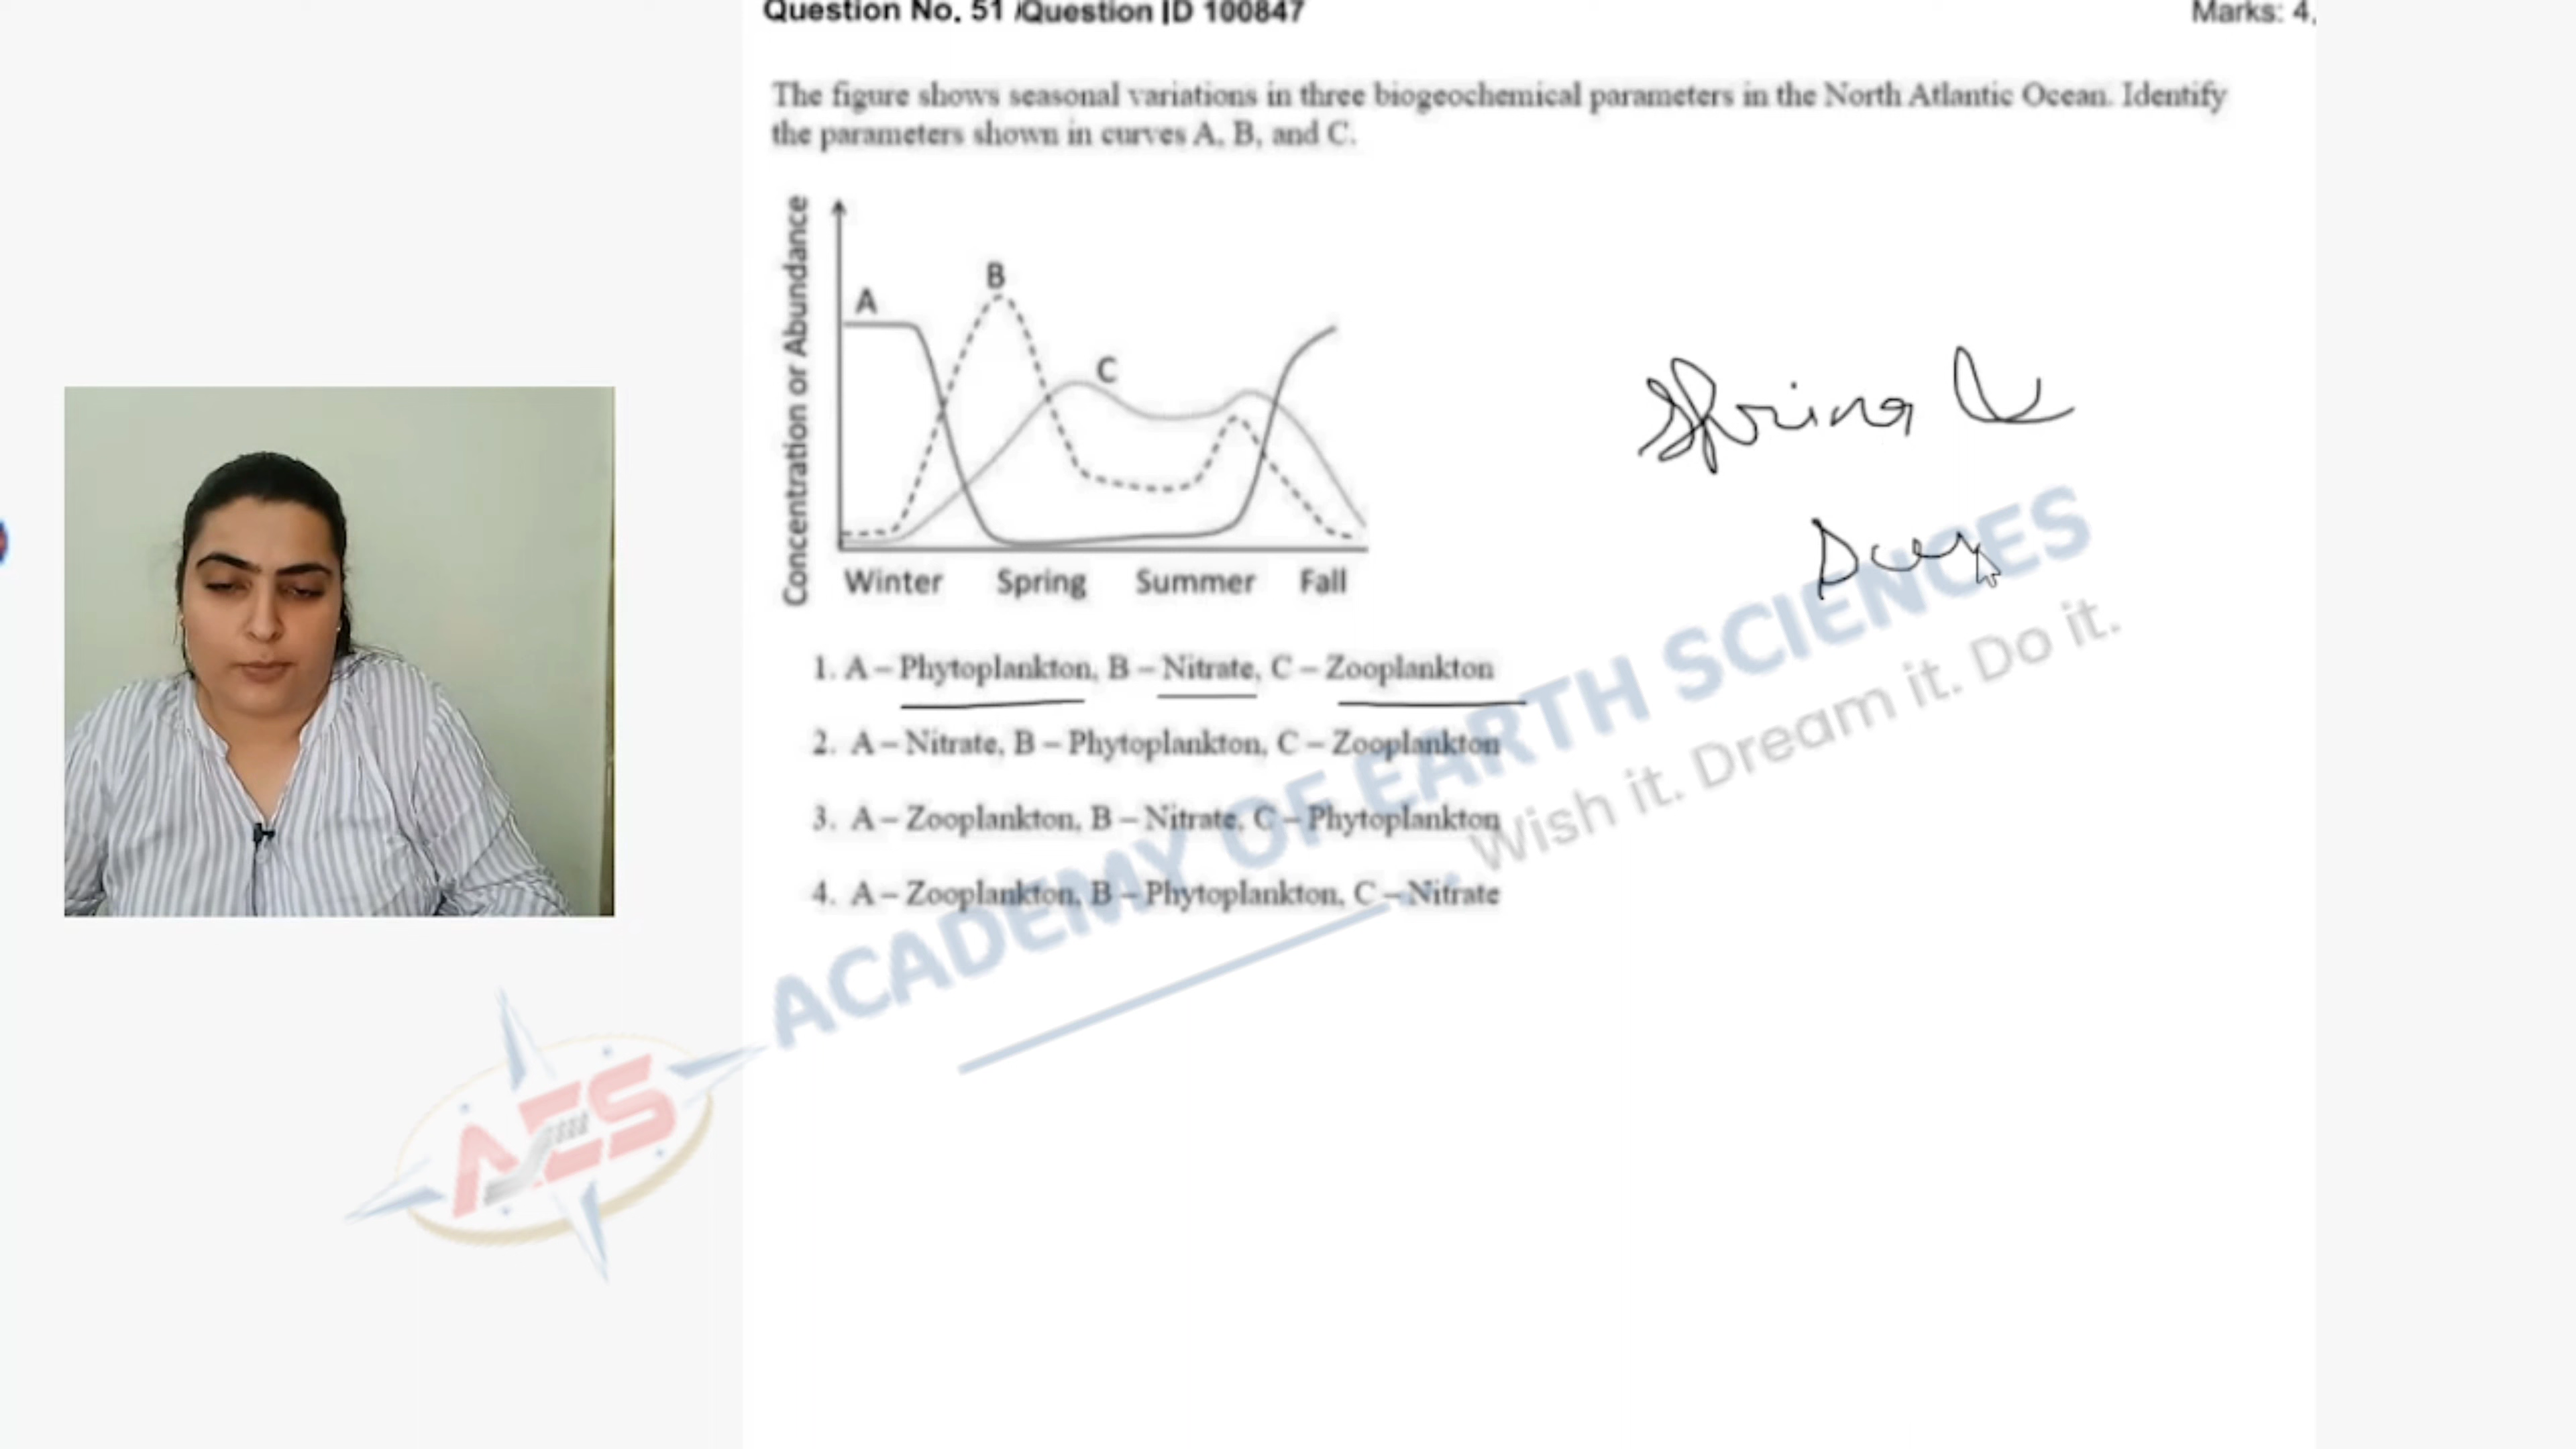 Question No. 51 /Question ID 100847
Marks: 4.
The figure shows seasonal variations in three biogeochemical parameters in the North Atlantic Ocean. Identify
the parameters shown in curves A, B, and C.
Concentration or Abundance
A
B
C
Winter Spring Summer Fall
Spring
1. A – Phytoplankton, B – Nitrate, C – Zooplankton
2. A – Nitrate, B – Phytoplankton, C – Zooplankton
3. A – Zooplankton, B – Nitrate, C – Phytoplankton
4. A – Zooplankton, B – Phytoplankton, C – Nitrate
ACADEMY OF EARTH SCIENCES
... Wish it. Dream it. Do it.
AES